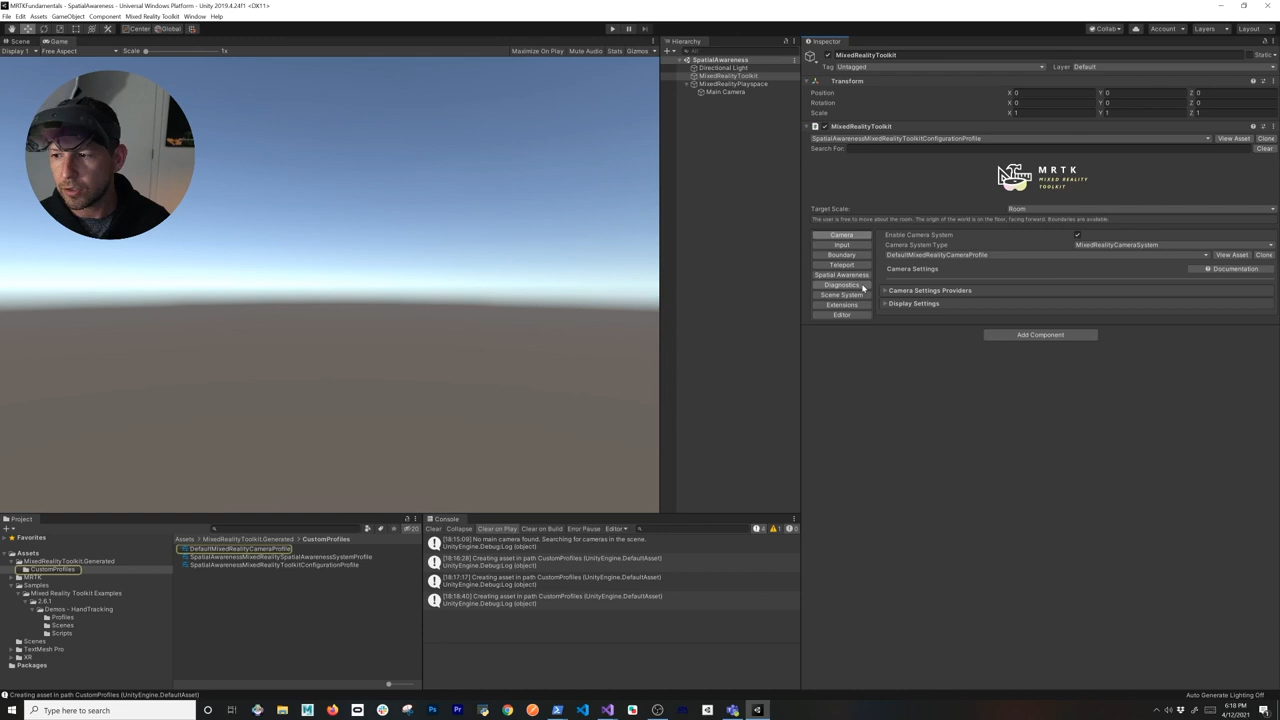 MRTKFundamentals - SpatialAwareness - Universal Windows Platform - Unity 2019.4.24f1 <DX11>
File Edit Assets GameObject Component Mixed Reality Toolkit Window Help
Center Global
Collab Account Layers Layout
Scene Game
Display 1 Free Aspect Scale 1x Maximize On Play Mute Audio Stats Gizmos
Hierarchy
All
SpatialAwareness
Directional Light
MixedRealityToolkit
MixedRealityPlayspace
Main Camera
Inspector
MixedRealityToolkit Static
Tag Untagged Layer Default
Transform
Position X 0 Y 0 Z 0
Rotation X 0 Y 0 Z 0
Scale X 1 Y 1 Z 1
MixedRealityToolkit
SpatialAwarenessMixedRealityToolkitConfigurationProfile View Asset Clone
Search For: Clear
MRTK
MIXED REALITY
TOOLKIT
Target Scale: Room
The user is free to move about the room. The origin of the world is on the floor, facing forward. Boundaries are available.
Camera
Input
Boundary
Teleport
Spatial Awareness
Diagnostics
Scene System
Extensions
Editor
Enable Camera System
Camera System Type MixedRealityCameraSystem
DefaultMixedRealityCameraProfile View Asset Clone
Camera Settings Documentation
Camera Settings Providers
Display Settings
Add Component
Project
20
Favorites
Assets
MixedRealityToolkit.Generated
CustomProfiles
MRTK
Samples
Mixed Reality Toolkit Examples
2.6.1
Demos - HandTracking
Profiles
Scenes
Scripts
Scenes
TextMesh Pro
XR
Packages
Assets MixedRealityToolkit.Generated CustomProfiles
DefaultMixedRealityCameraProfile
SpatialAwarenessMixedRealitySpatialAwarenessSystemProfile
SpatialAwarenessMixedRealityToolkitConfigurationProfile
Console
Clear Collapse Clear on Play Clear on Build Error Pause Editor 4 1 0
[18:15:09] No main camera found. Searching for cameras in the scene.
UnityEngine.Debug:Log (object)
[18:16:28] Creating asset in path CustomProfiles (UnityEngine.DefaultAsset)
UnityEngine.Debug:Log (object)
[18:17:17] Creating asset in path CustomProfiles (UnityEngine.DefaultAsset)
UnityEngine.Debug:Log (object)
[18:18:40] Creating asset in path CustomProfiles (UnityEngine.DefaultAsset)
UnityEngine.Debug:Log (object)
Creating asset in path CustomProfiles (UnityEngine.DefaultAsset)
Auto Generate Lighting Off
Type here to search
6:18 PM
4/12/2021